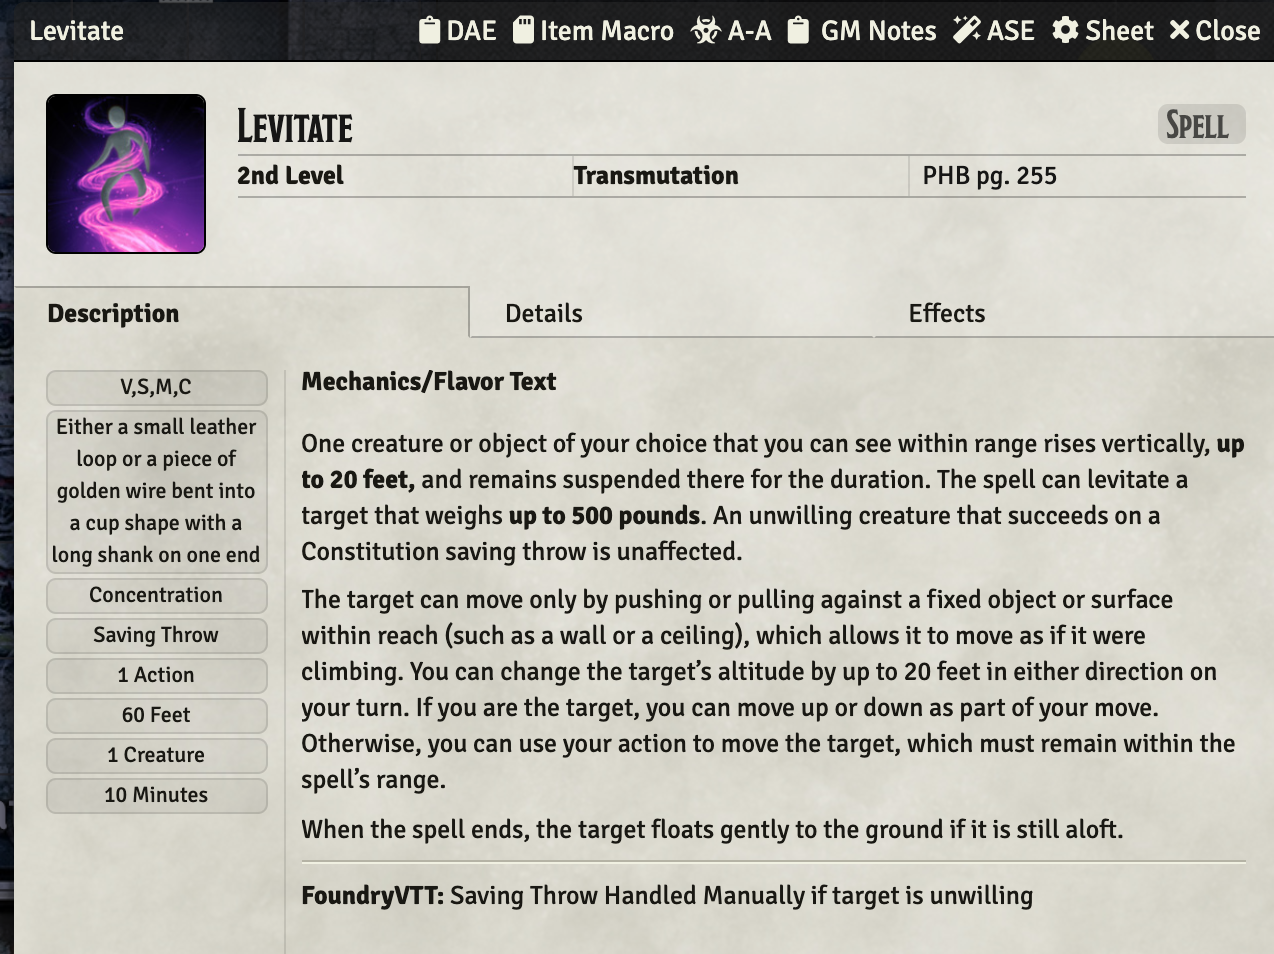 Levitate
DAE
Item Macro
A-A
GM Notes
ASE
Sheet
Close
Levitate
Spell
2nd Level
Transmutation
PHB pg. 255
Description
Details
Effects
V,S,M,C
Either a small leather
loop or a piece of
golden wire bent into
a cup shape with a
long shank on one end
Concentration
Saving Throw
1 Action
60 Feet
1 Creature
10 Minutes
Mechanics/Flavor Text
One creature or object of your choice that you can see within range rises vertically, up
to 20 feet, and remains suspended there for the duration. The spell can levitate a
target that weighs up to 500 pounds. An unwilling creature that succeeds on a
Constitution saving throw is unaffected.
The target can move only by pushing or pulling against a fixed object or surface
within reach (such as a wall or a ceiling), which allows it to move as if it were
climbing. You can change the target’s altitude by up to 20 feet in either direction on
your turn. If you are the target, you can move up or down as part of your move.
Otherwise, you can use your action to move the target, which must remain within the
spell’s range.
When the spell ends, the target floats gently to the ground if it is still aloft.
FoundryVTT: Saving Throw Handled Manually if target is unwilling